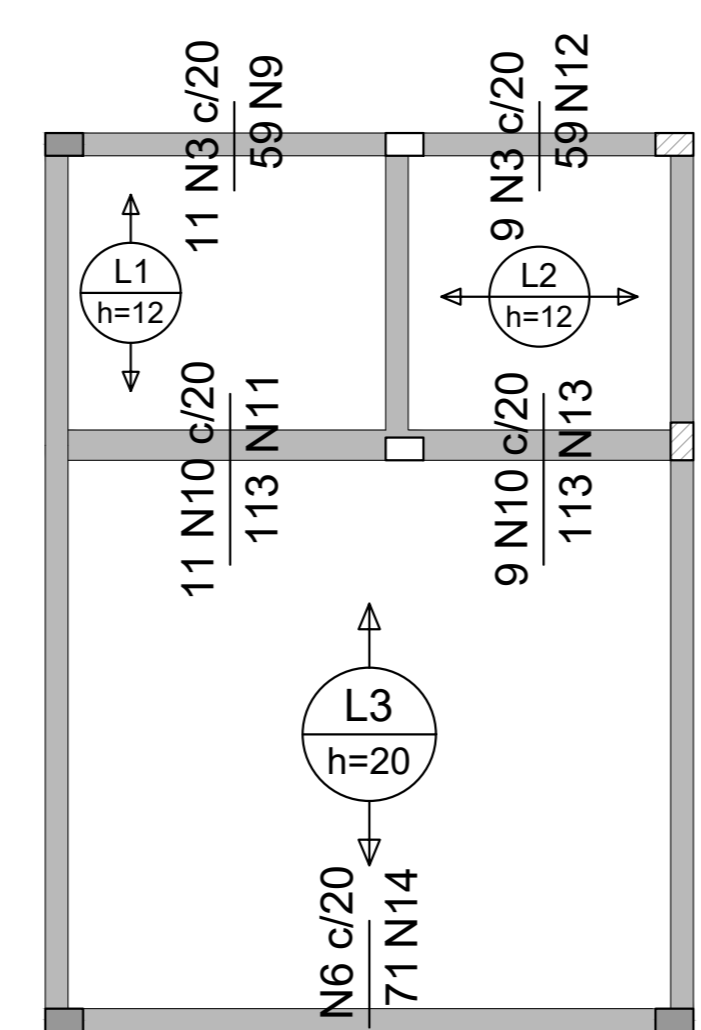 11 N3 c/20
59 N9
9 N3 c/20
59 N12
L1
h=12
L2
h=12
11 N10 c/20
113 N11
9 N10 c/20
113 N13
L3
h=20
N6 c/20
71 N14